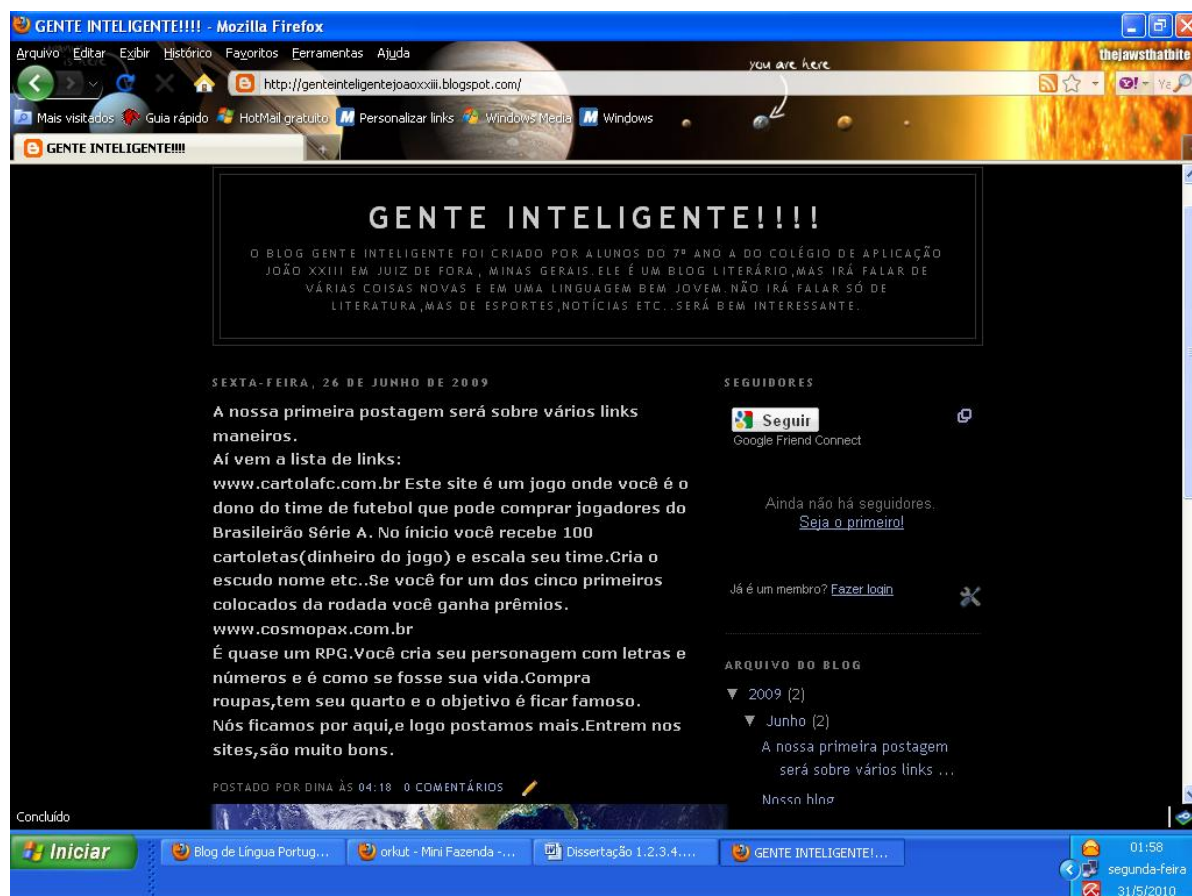 GENTE INTELIGENTE!!!! - Mozilla Firefox
Arquivo Editar Exibir Histórico Favoritos Ferramentas Ajuda
you are here
thejawsthatbite
http://genteinteligentejoaoxxiii.blogspot.com/
Mais visitados Guia rápido HotMail gratuito Personalizar links Windows Media Windows
GENTE INTELIGENTE!!!!
GENTE INTELIGENTE!!!!
O BLOG GENTE INTELIGENTE FOI CRIADO POR ALUNOS DO 7º ANO A DO COLÉGIO DE APLICAÇÃO
JOÃO XXIII EM JUIZ DE FORA , MINAS GERAIS.ELE É UM BLOG LITERÁRIO,MAS IRÁ FALAR DE
VÁRIAS COISAS NOVAS E EM UMA LINGUAGEM BEM JOVEM.NÃO IRÁ FALAR SÓ DE
LITERATURA,MAS DE ESPORTES,NOTÍCIAS ETC..SERÁ BEM INTERESSANTE.
SEXTA-FEIRA, 26 DE JUNHO DE 2009
A nossa primeira postagem será sobre vários links
maneiros.
Aí vem a lista de links:
www.cartolafc.com.br Este site é um jogo onde você é o
dono do time de futebol que pode comprar jogadores do
Brasileirão Série A. No ínicio você recebe 100
cartoletas(dinheiro do jogo) e escala seu time.Cria o
escudo nome etc..Se você for um dos cinco primeiros
colocados da rodada você ganha prêmios.
www.cosmopax.com.br
É quase um RPG.Você cria seu personagem com letras e
números e é como se fosse sua vida.Compra
roupas,tem seu quarto e o objetivo é ficar famoso.
Nós ficamos por aqui,e logo postamos mais.Entrem nos
sites,são muito bons.
POSTADO POR DINA ÀS 04:18 0 COMENTÁRIOS
SEGUIDORES
Seguir
Google Friend Connect
Ainda não há seguidores.
Seja o primeiro!
Já é um membro? Fazer login
ARQUIVO DO BLOG
▼ 2009 (2)
▼ Junho (2)
A nossa primeira postagem
será sobre vários links ...
Nosso blog
Concluído
Iniciar
Blog de Língua Portug...
orkut - Mini Fazenda -...
Dissertação 1.2.3.4....
GENTE INTELIGENTE!...
01:58
segunda-feira
31/5/2010